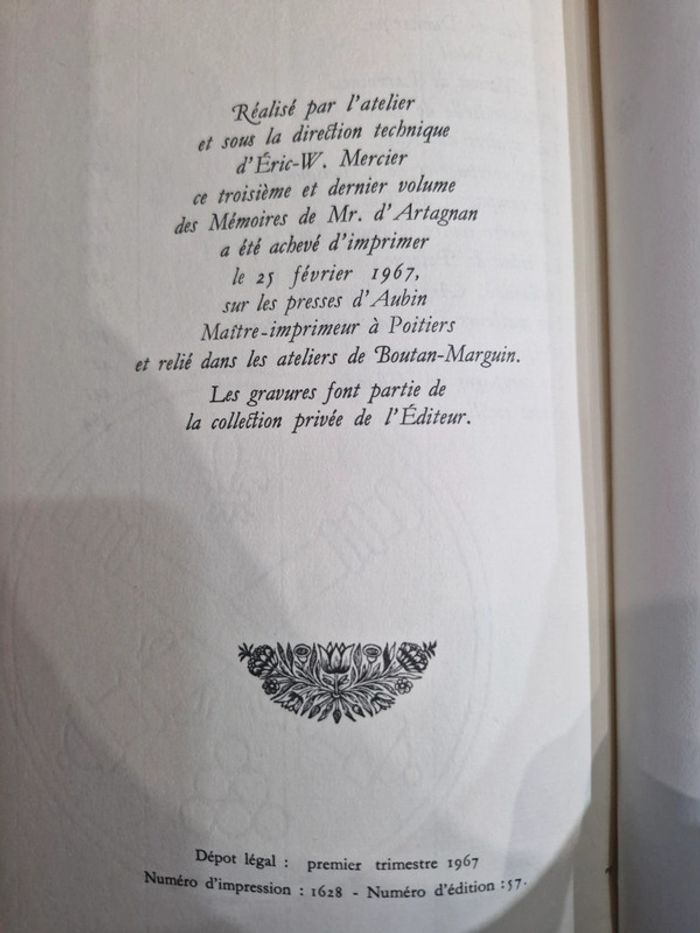 Réalisé par l'atelier
et sous la direction technique
d'Éric-W. Mercier
ce troisième et dernier volume
des Mémoires de Mr. d'Artagnan
a été achevé d'imprimer
le 25 février 1967,
sur les presses d'Aubin
Maître-imprimeur à Poitiers
et relié dans les ateliers de Boutan-Marguin.
Les gravures font partie de
la collection privée de l'Éditeur.
Dépot légal : premier trimestre 1967
Numéro d'impression : 1628 - Numéro d'édition : 57.